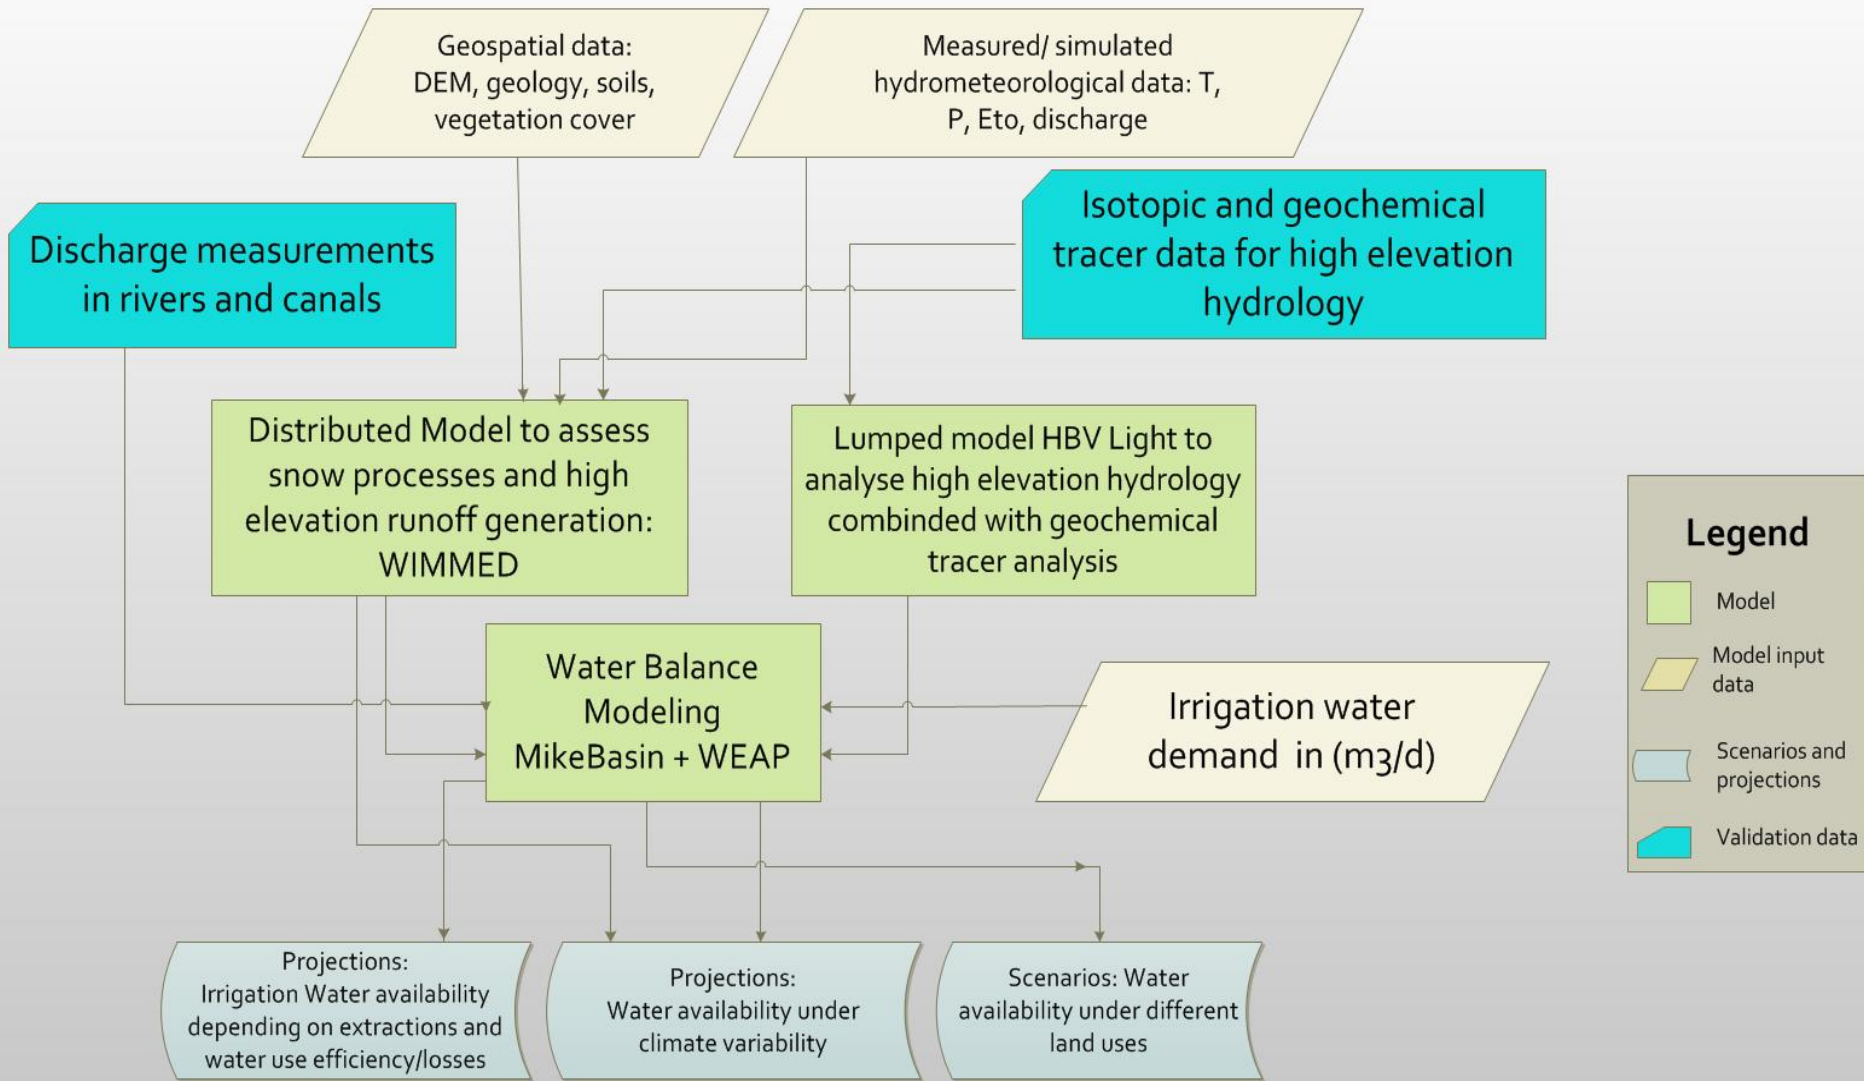 Geospatial data:
DEM, geology, soils,
vegetation cover
Measured/ simulated
hydrometeorological data: T,
P, Eto, discharge
Discharge measurements
in rivers and canals
Isotopic and geochemical
tracer data for high elevation
hydrology
Distributed Model to assess
snow processes and high
elevation runoff generation:
WIMMED
Lumped model HBV Light to
analyse high elevation hydrology
combinded with geochemical
tracer analysis
Water Balance
Modeling
MikeBasin + WEAP
Irrigation water
demand in (m3/d)
Legend
Model
Model input
data
Scenarios and
projections
Validation data
Projections:
Irrigation Water availability
depending on extractions and
water use efficiency/losses
Projections:
Water availability under
climate variability
Scenarios: Water
availability under different
land uses